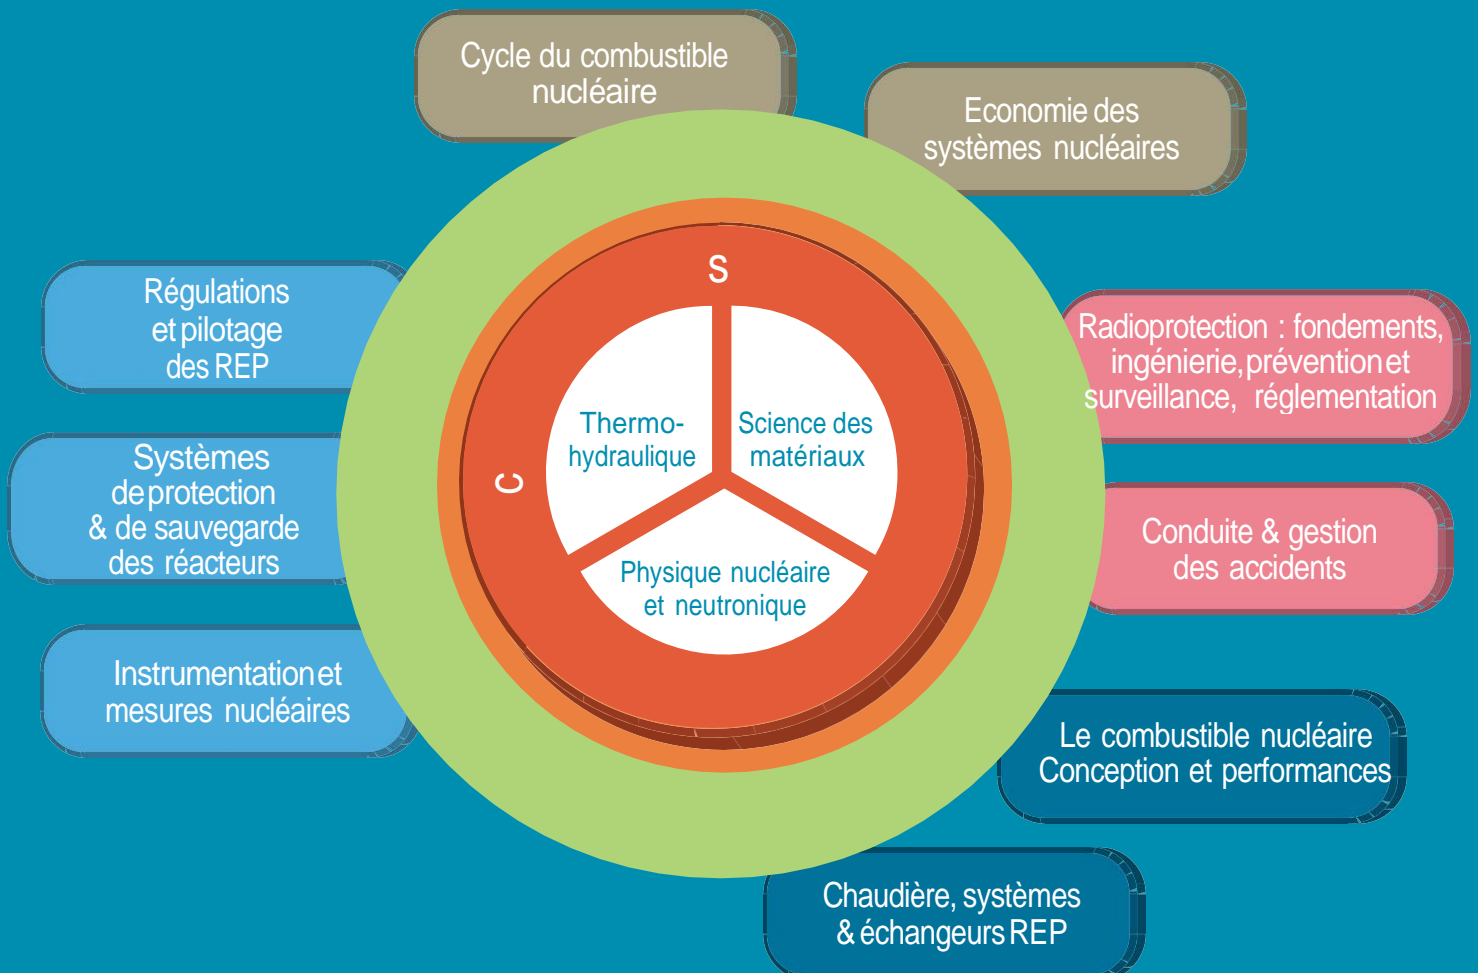 Cycle du combustible
nucléaire
Economie des
systèmes nucléaires
S
Régulations
et pilotage
des REP
Radioprotection : fondements,
ingénierie, prévention et
surveillance, réglementation
Thermo-
hydraulique
Science des
matériaux
C
Systèmes
de protection
& de sauvegarde
des réacteurs
Conduite & gestion
des accidents
Physique nucléaire
et neutronique
Instrumentation et
mesures nucléaires
Le combustible nucléaire
Conception et performances
Chaudière, systèmes
& échangeurs REP